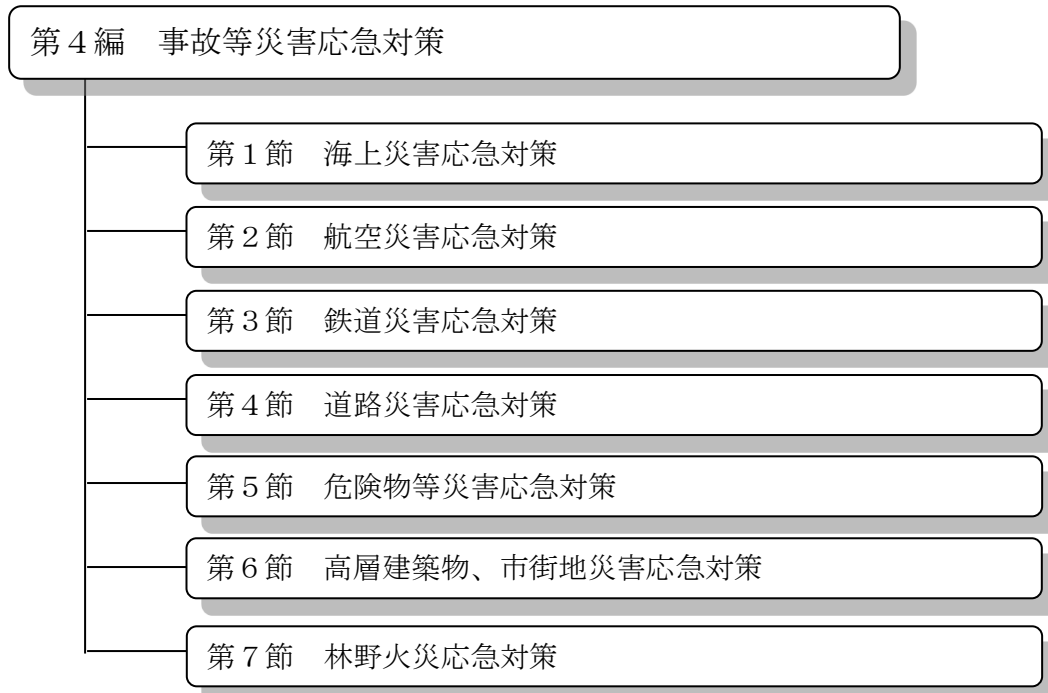 第４編　事故等災害応急対策
第１節　海上災害応急対策
第２節　航空災害応急対策
第３節　鉄道災害応急対策
第４節　道路災害応急対策
第５節　危険物等災害応急対策
第６節　高層建築物、市街地災害応急対策
第７節　林野火災応急対策